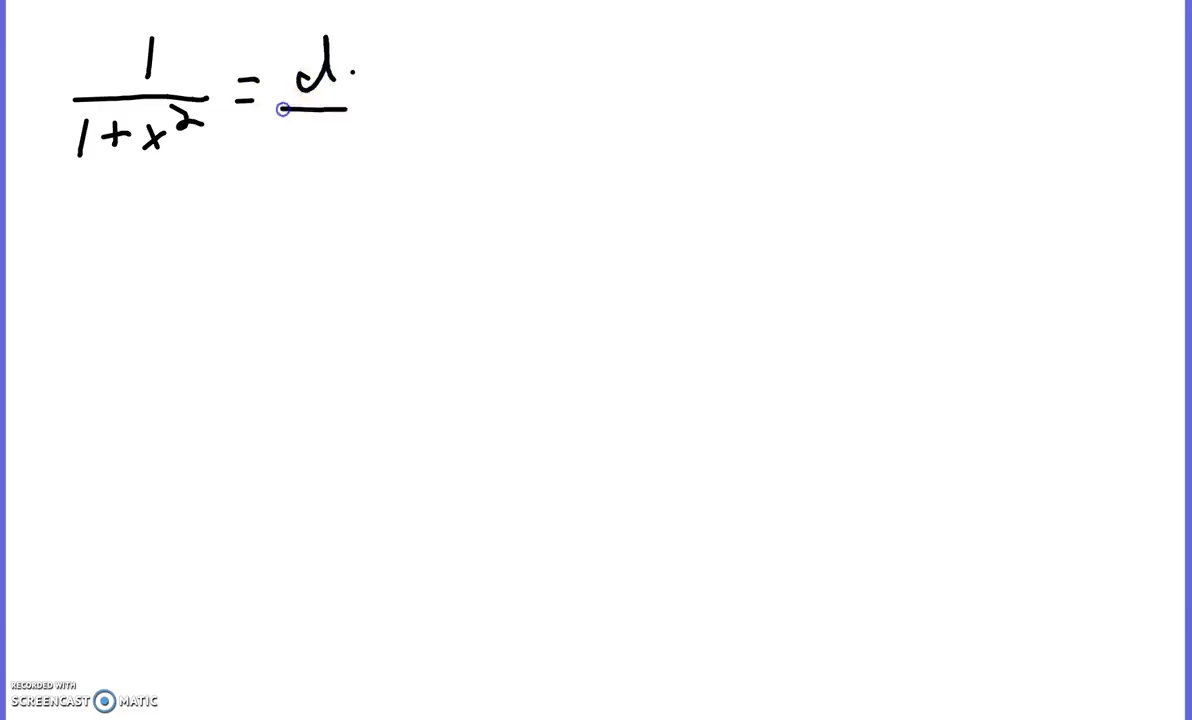 1/(1+x²) = d
RECORDED WITH
SCREENCAST MATIC